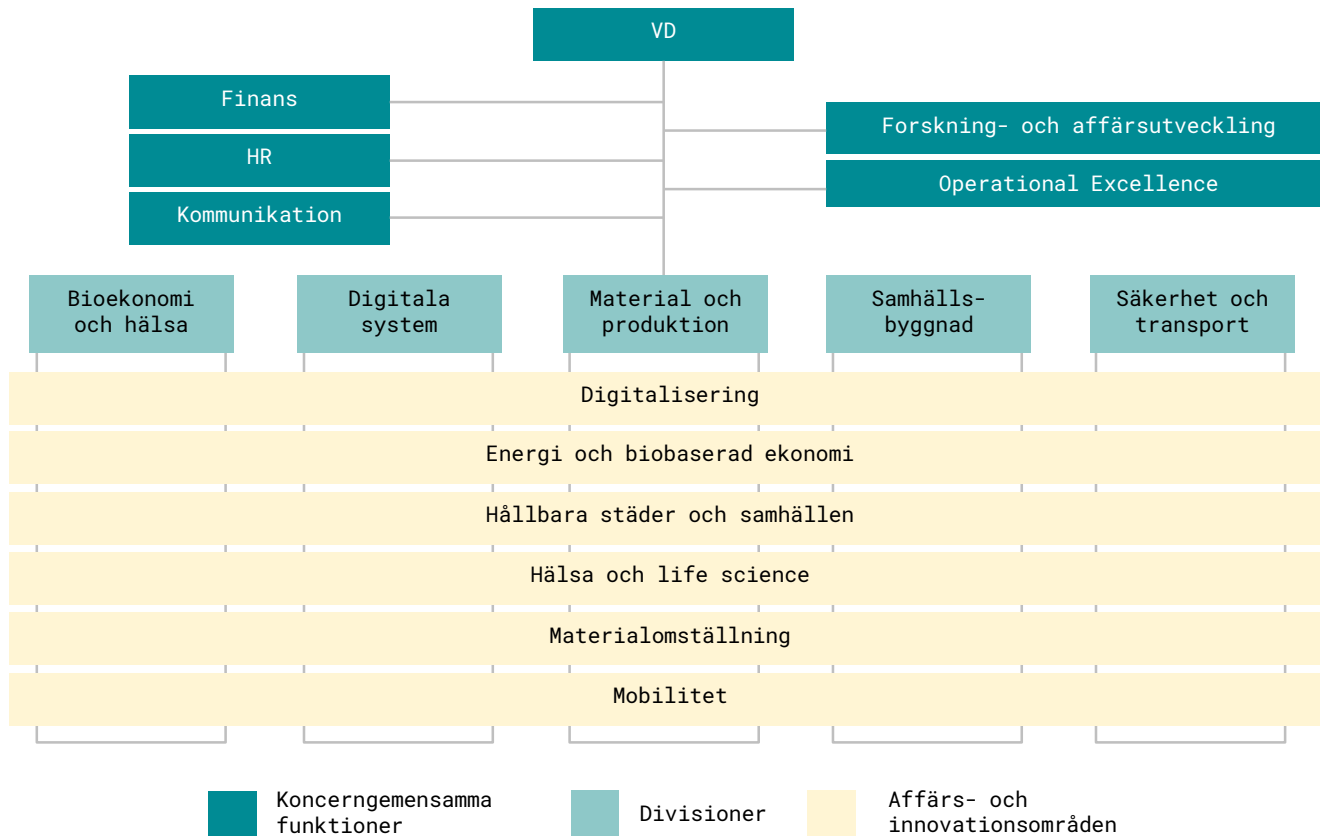 VD
Finans
HR
Kommunikation
Forskning- och affärsutveckling
Operational Excellence
Bioekonomi
och hälsa
Digitala
system
Material och
produktion
Samhälls-
byggnad
Säkerhet och
transport
Digitalisering
Energi och biobaserad ekonomi
Hållbara städer och samhällen
Hälsa och life science
Materialomställning
Mobilitet
Koncerngemensamma
funktioner
Divisioner
Affärs- och
innovationsområden